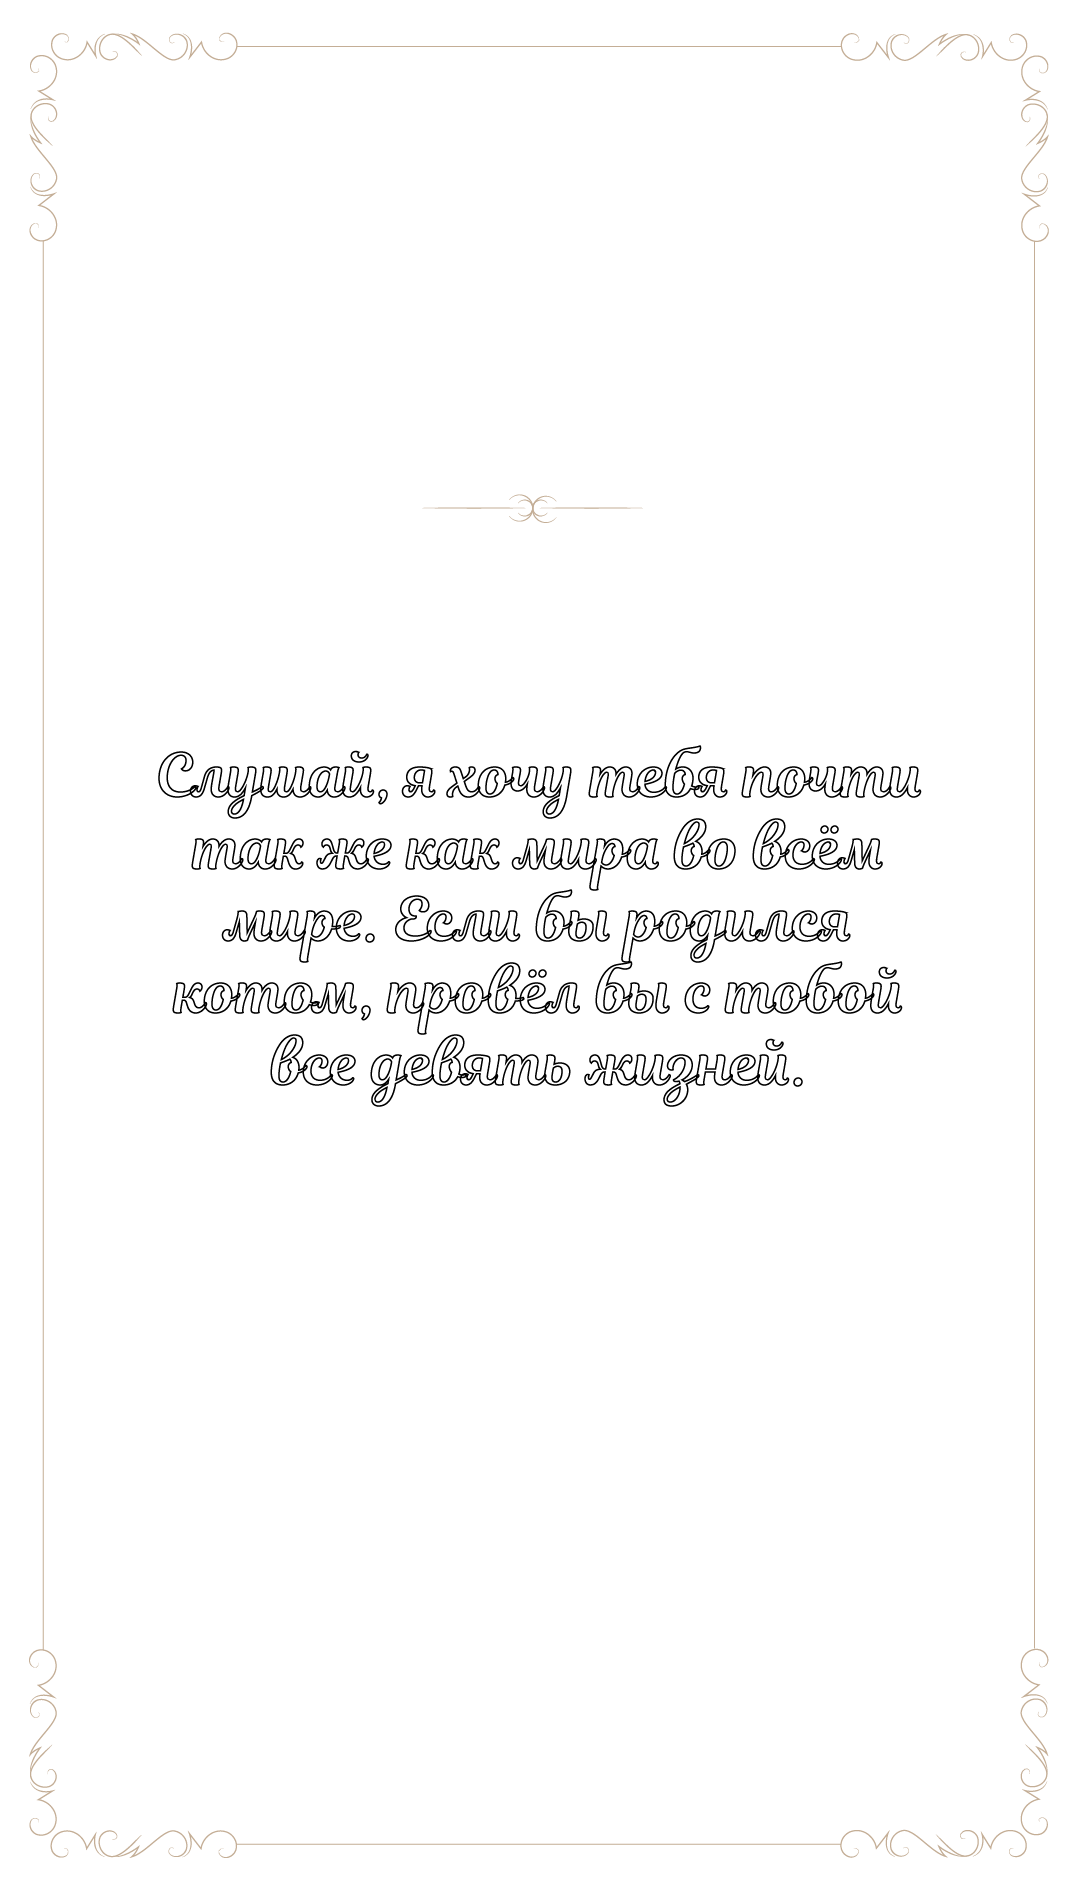 Слушай, я хочу тебя почти
так же как мира во всём
мире. Если бы родился
котом, провёл бы с тобой
все девять жизней.